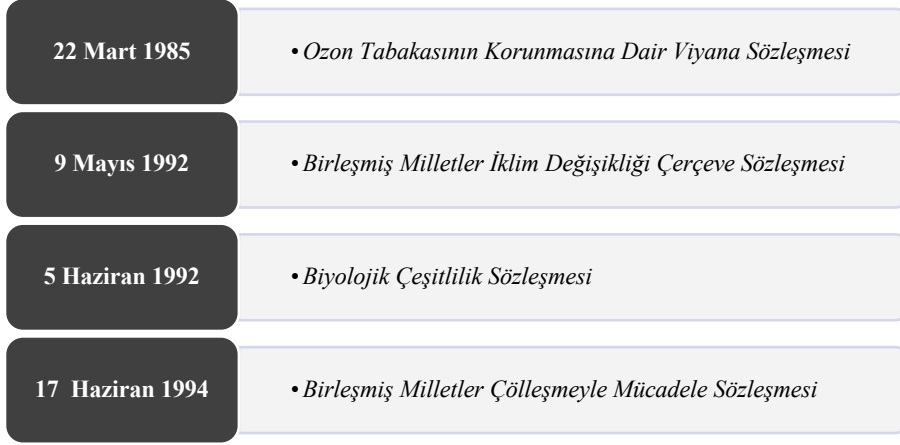 22 Mart 1985
• Ozon Tabakasının Korunmasına Dair Viyana Sözleşmesi
9 Mayıs 1992
• Birleşmiş Milletler İklim Değişikliği Çerçeve Sözleşmesi
5 Haziran 1992
• Biyolojik Çeşitlilik Sözleşmesi
17 Haziran 1994
• Birleşmiş Milletler Çölleşmeyle Mücadele Sözleşmesi